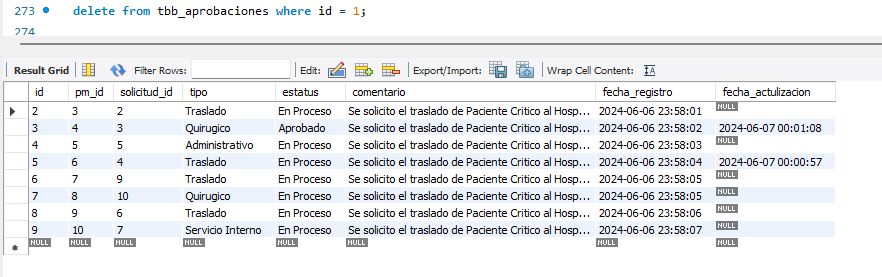 273 delete from tbb_aprobaciones where id = 1;
274
Result Grid Filter Rows: Edit: Export/Import: Wrap Cell Content: IA
id pm_id solicitud_id tipo estatus comentario fecha_registro fecha_actulizacion
2 3 2 Traslado En Proceso Se solicito el traslado de Paciente Critico al Hosp... 2024-06-06 23:58:01 NULL
3 4 3 Quirugico Aprobado Se solicito el traslado de Paciente Critico al Hosp... 2024-06-06 23:58:02 2024-06-07 00:01:08
4 5 5 Administrativo En Proceso Se solicito el traslado de Paciente Critico al Hosp... 2024-06-06 23:58:03 NULL
5 6 4 Traslado En Proceso Se solicito el traslado de Paciente Critico al Hosp... 2024-06-06 23:58:04 2024-06-07 00:00:57
6 7 9 Traslado En Proceso Se solicito el traslado de Paciente Critico al Hosp... 2024-06-06 23:58:05 NULL
7 8 10 Quirugico En Proceso Se solicito el traslado de Paciente Critico al Hosp... 2024-06-06 23:58:05 NULL
8 9 6 Traslado En Proceso Se solicito el traslado de Paciente Critico al Hosp... 2024-06-06 23:58:06 NULL
9 10 7 Servicio Interno En Proceso Se solicito el traslado de Paciente Critico al Hosp... 2024-06-06 23:58:07 NULL
NULL NULL NULL NULL NULL NULL NULL NULL